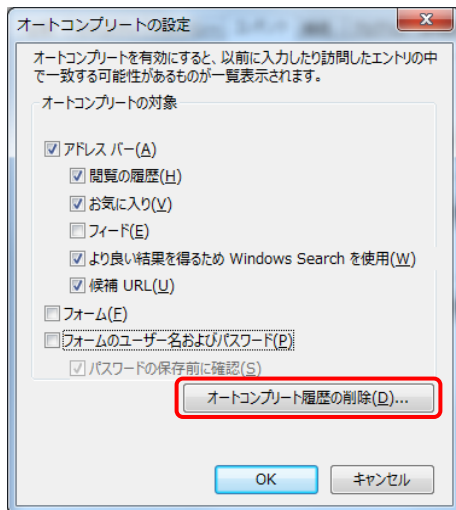 オートコンプリートの設定
オートコンプリートを有効にすると、以前に入力したり訪問したエントリの中
で一致する可能性があるものが一覧表示されます。
オートコンプリートの対象
アドレス バー(A)
閲覧の履歴(H)
お気に入り(V)
フィード(E)
より良い結果を得るため Windows Search を使用(W)
候補 URL(U)
フォーム(F)
フォームのユーザー名およびパスワード(P)
パスワードの保存前に確認(S)
オートコンプリート履歴の削除(D)...
OK
キャンセル